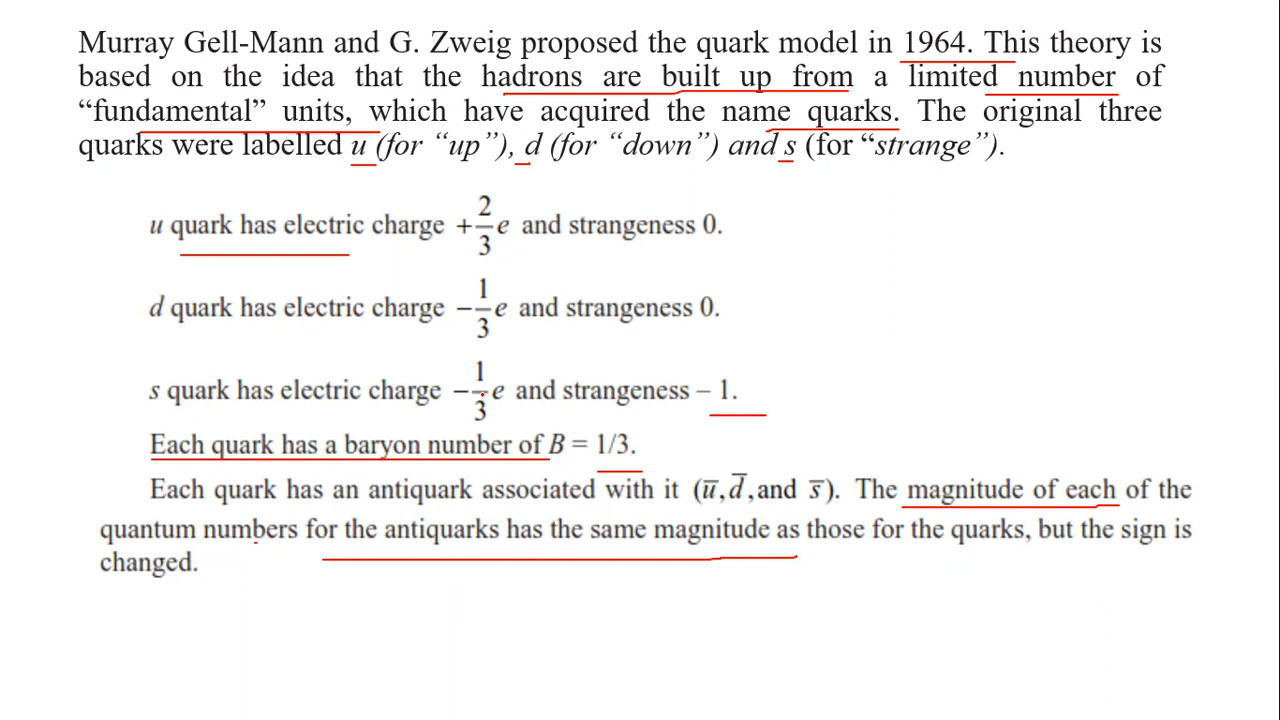 Murray Gell-Mann and G. Zweig proposed the quark model in 1964. This theory is
based on the idea that the hadrons are built up from a limited number of
“fundamental” units, which have acquired the name quarks. The original three
quarks were labelled u (for “up”), d (for “down”) and s (for “strange”).
u quark has electric charge +2/3 e and strangeness 0.
d quark has electric charge −1/3 e and strangeness 0.
s quark has electric charge −1/3 e and strangeness – 1.
Each quark has a baryon number of B = 1/3.
Each quark has an antiquark associated with it (u̅, d̅, and s̅). The magnitude of each of the
quantum numbers for the antiquarks has the same magnitude as those for the quarks, but the sign is
changed.